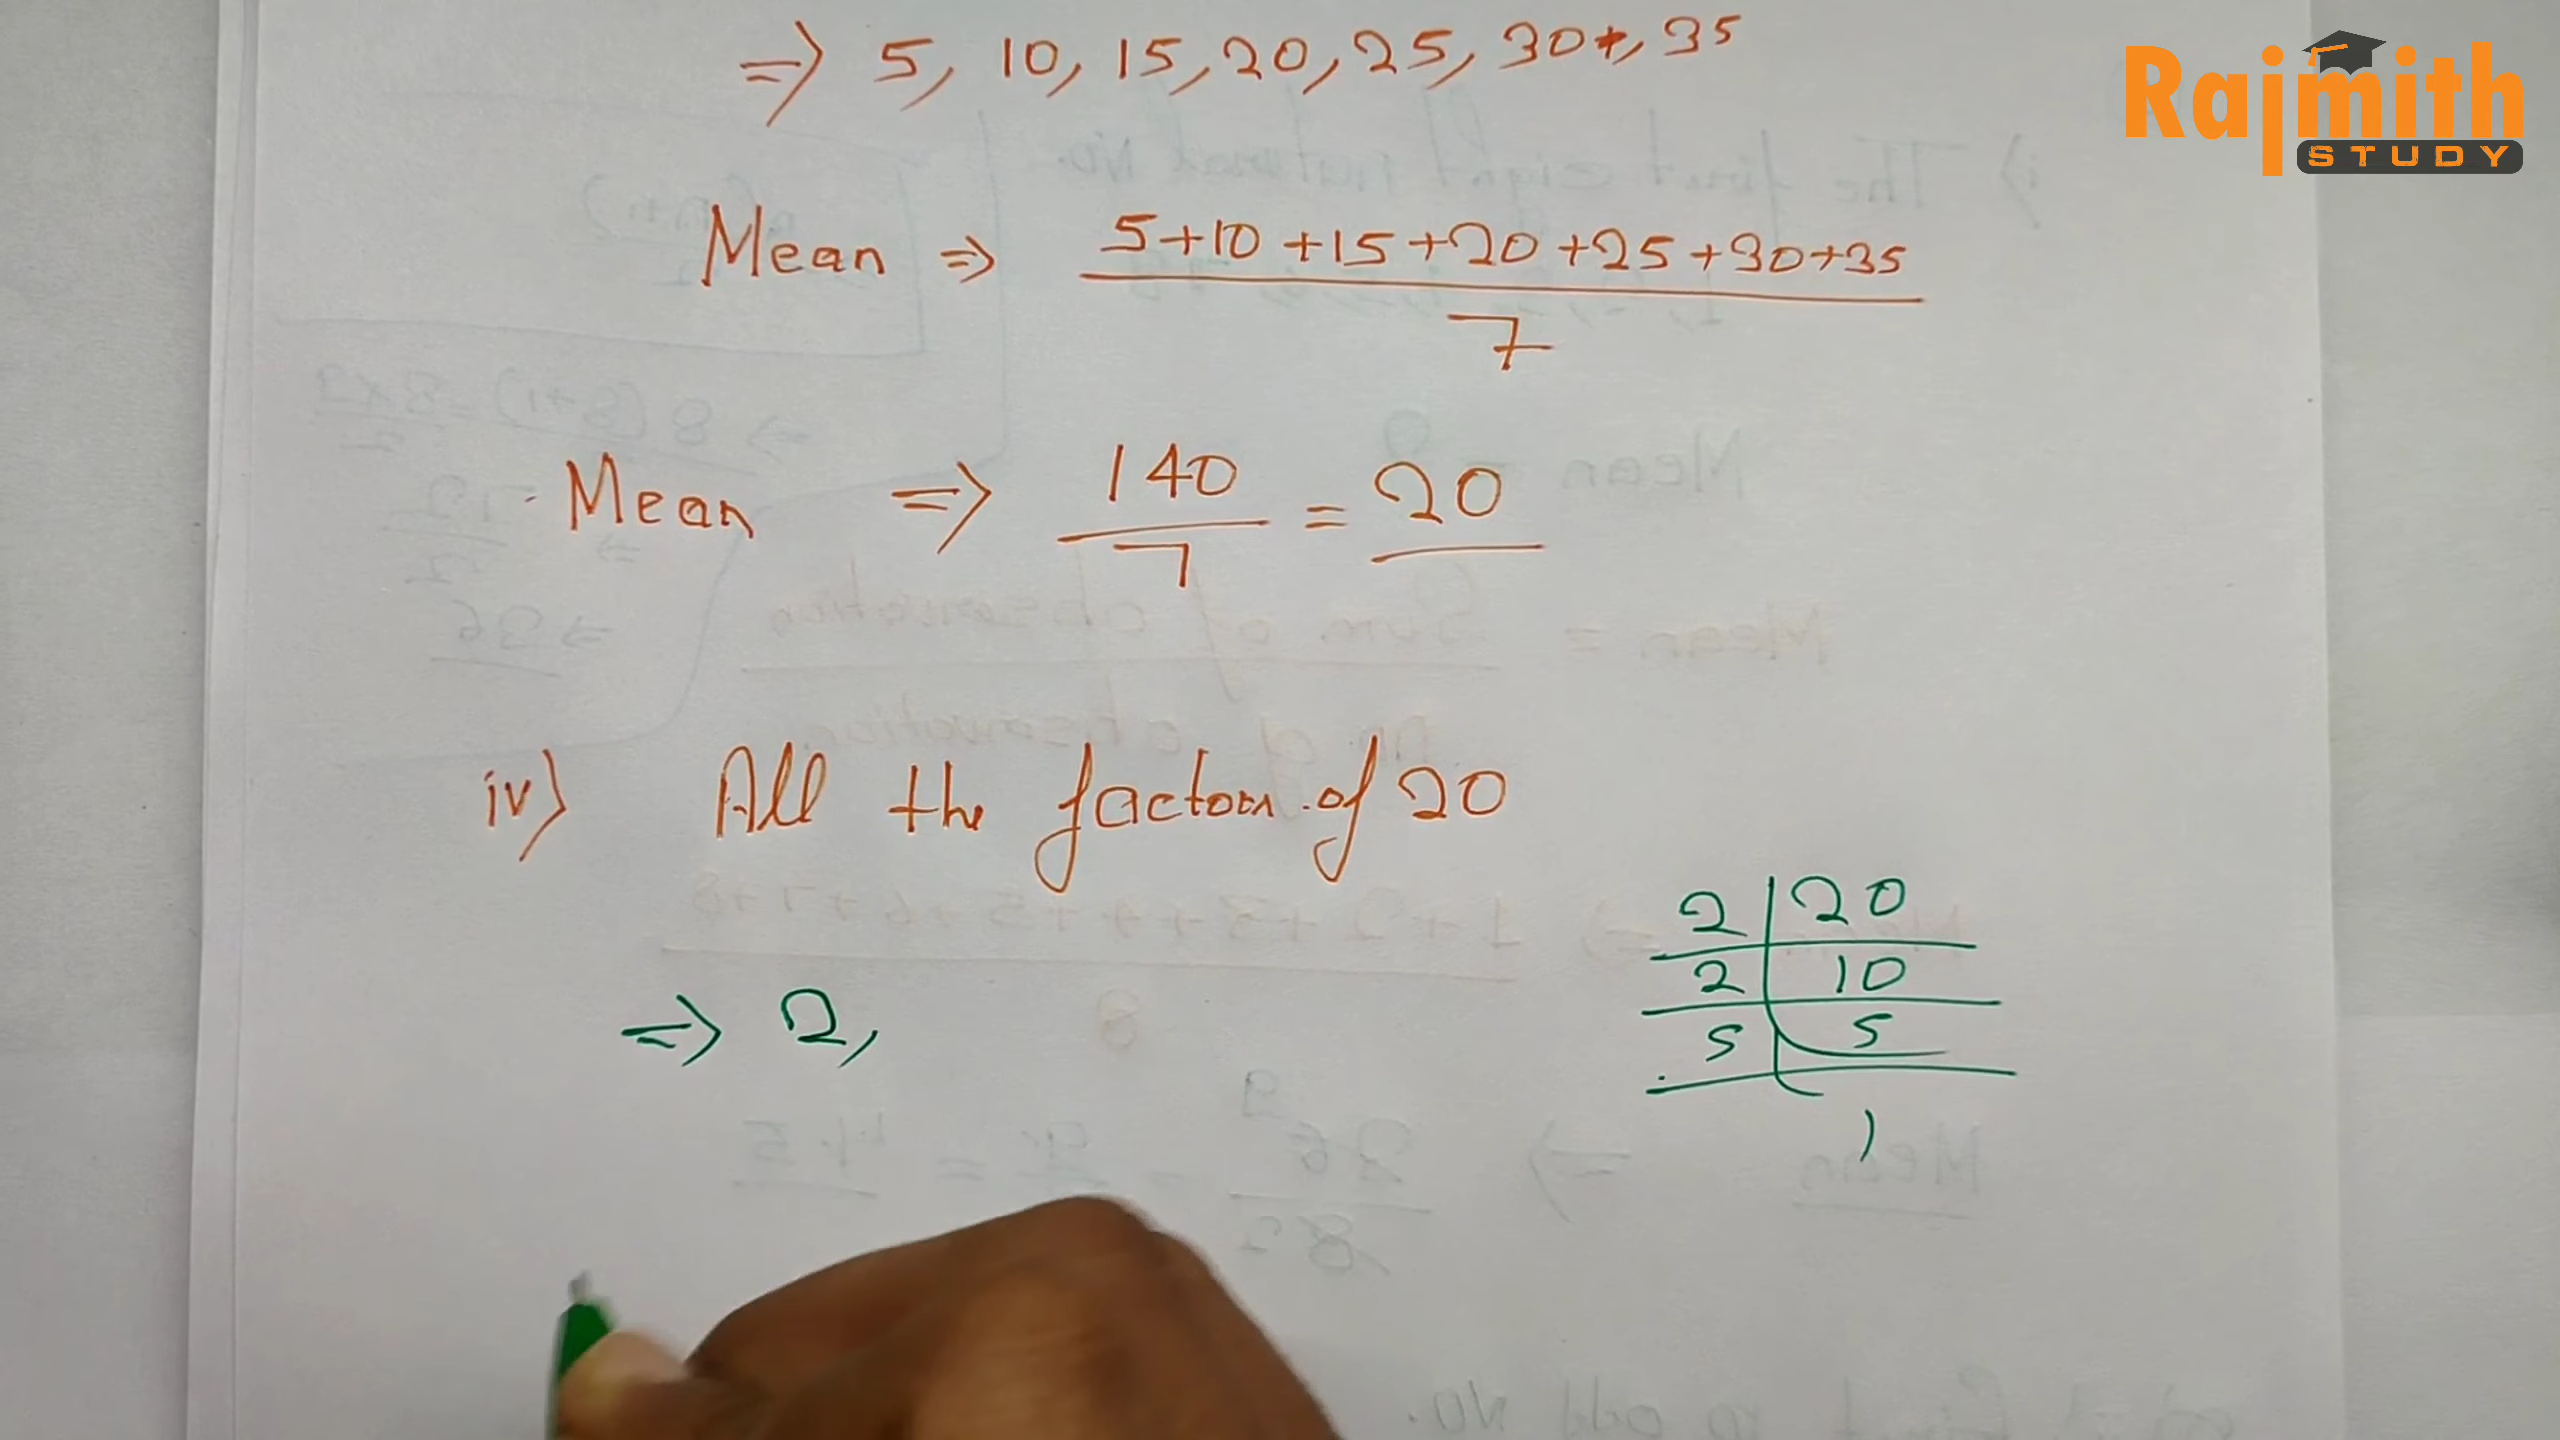 ⇒ 5, 10, 15, 20, 25, 30, 35
Rajmith
STUDY
Mean ⇒ 5+10+15+20+25+30+35
7
Mean ⇒ 140 = 20
7
iv) All the factors of 20
2 | 20
2 | 10
5 | 5
1
⇒ 2,